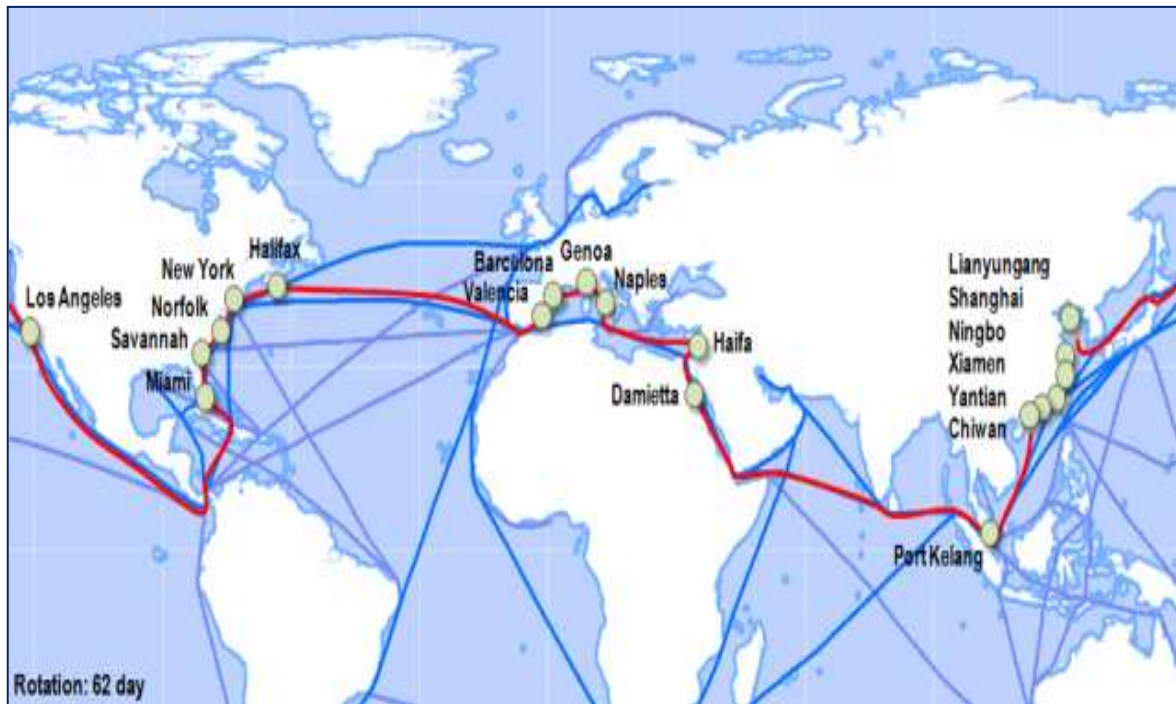 Los Angeles
New York
Halifax
Norfolk
Savannah
Miami
Barculona
Valencia
Genoa
Naples
Haifa
Damietta
Lianyungang
Shanghai
Ningbo
Xiamen
Yantian
Chiwan
Port Kelang
Rotation: 62 day